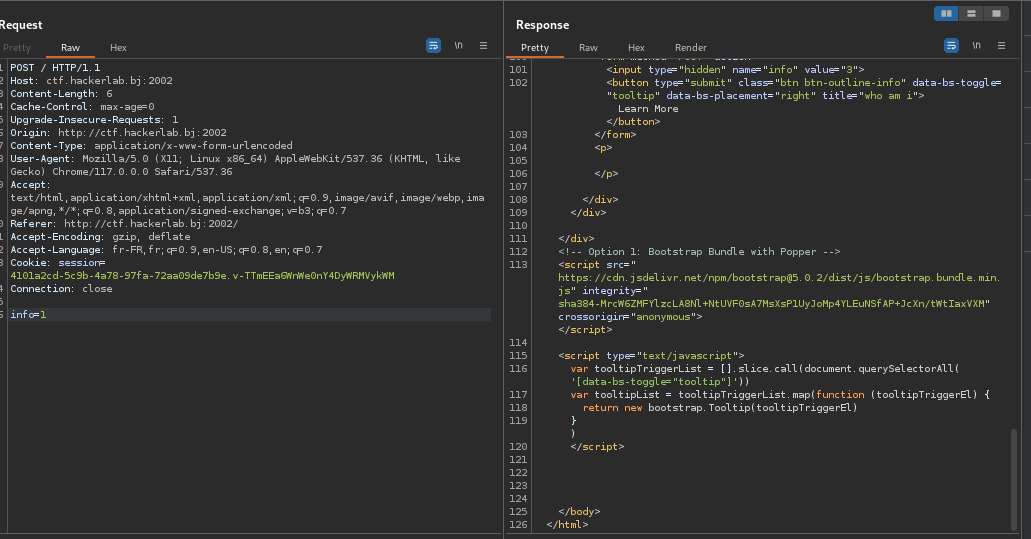 Request
Response
Pretty
Raw
Hex
\n
Pretty
Raw
Hex
Render
\n
POST / HTTP/1.1
Host: ctf.hackerlab.bj:2002
Content-Length: 6
Cache-Control: max-age=0
Upgrade-Insecure-Requests: 1
Origin: http://ctf.hackerlab.bj:2002
Content-Type: application/x-www-form-urlencoded
User-Agent: Mozilla/5.0 (X11; Linux x86_64) AppleWebKit/537.36 (KHTML, like
Gecko) Chrome/117.0.0.0 Safari/537.36
Accept:
text/html,application/xhtml+xml,application/xml;q=0.9,image/avif,image/webp,ima
ge/apng,*/*;q=0.8,application/signed-exchange;v=b3;q=0.7
Referer: http://ctf.hackerlab.bj:2002/
Accept-Encoding: gzip, deflate
Accept-Language: fr-FR,fr;q=0.9,en-US;q=0.8,en;q=0.7
Cookie: session=
4101a2cd-5c9b-4a78-97fa-72aa09de7b9e.v-TTmEEa6WnWe0nY4DyWRMVykWM
Connection: close
info=1
101 <input type="hidden" name="info" value="3">
102 <button type="submit" class="btn btn-outline-info" data-bs-toggle=
"tooltip" data-bs-placement="right" title="who am i">
Learn More
</button>
103 </form>
104 <p>
105
106 </p>
107
108 </div>
109 </div>
110
111 </div>
112 <!-- Option 1: Bootstrap Bundle with Popper -->
113 <script src="
https://cdn.jsdelivr.net/npm/bootstrap@5.0.2/dist/js/bootstrap.bundle.min.
js" integrity="
sha384-MrcW6ZMFYlzcLA8Nl+NtUVF0sA7MsXsP1UyJoMp4YLEuNSfAP+JcXn/tWtIaxVXM"
crossorigin="anonymous">
</script>
114
115 <script type="text/javascript">
116 var tooltipTriggerList = [].slice.call(document.querySelectorAll(
'[data-bs-toggle="tooltip"]'))
117 var tooltipList = tooltipTriggerList.map(function (tooltipTriggerEl) {
118 return new bootstrap.Tooltip(tooltipTriggerEl)
119 }
)
120 </script>
121
122
123
124
125 </body>
126 </html>